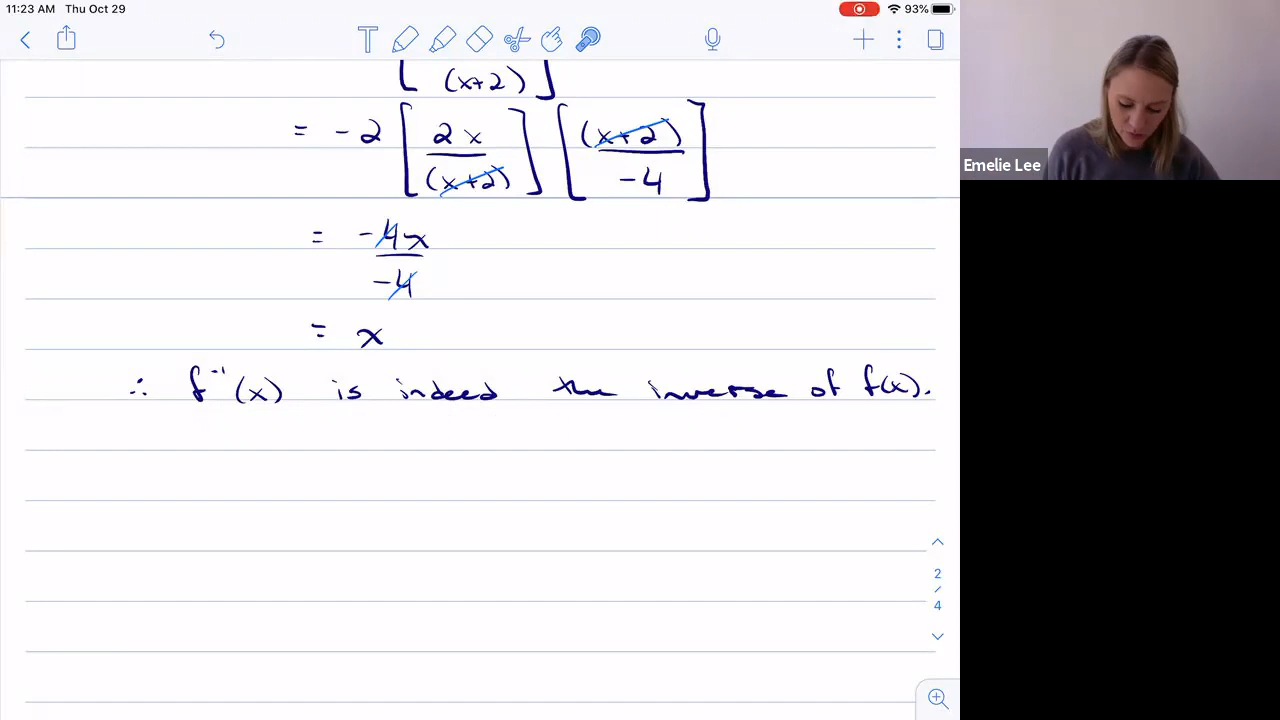 11:23 AM Thu Oct 29
93%
T
[ (x+2) ]
= -2 [ 2x / (x+2) ] [ (x+2) / -4 ]
= -4x / -4
= x
∴ f⁻¹(x) is indeed the inverse of f(x).
2 / 4
Emelie Lee